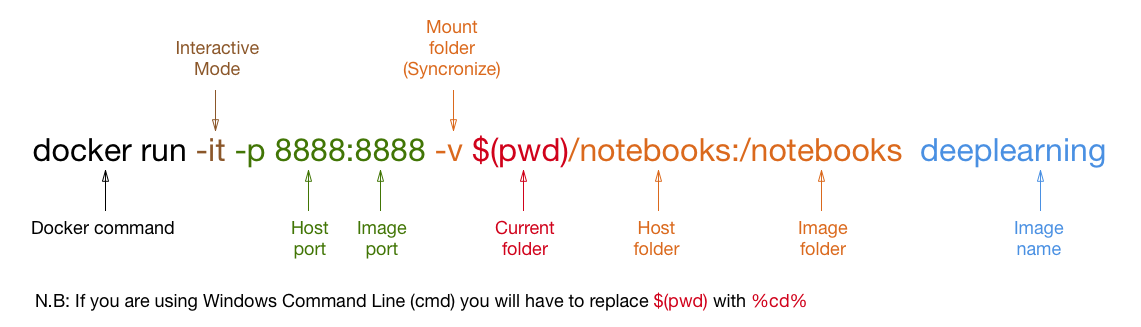 Mount
folder
(Syncronize)
Interactive
Mode
docker run -it -p 8888:8888 -v $(pwd)/notebooks:/notebooks deeplearning
Docker command
Host
port
Image
port
Current
folder
Host
folder
Image
folder
Image
name
N.B: If you are using Windows Command Line (cmd) you will have to replace $(pwd) with %cd%